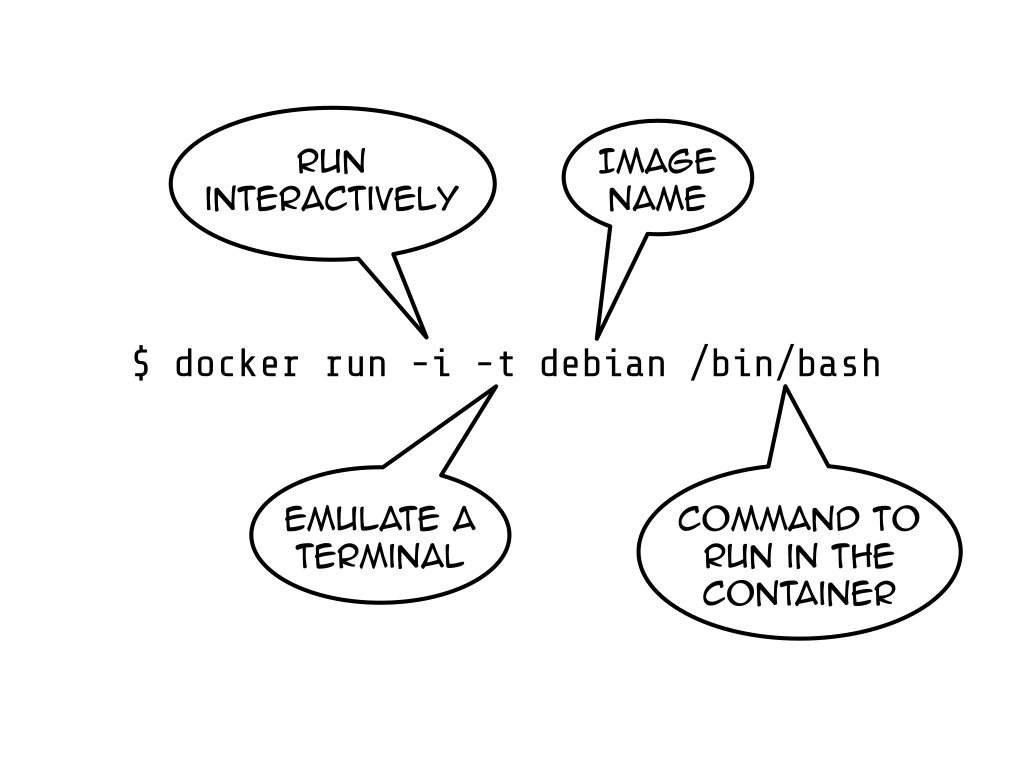 RUN
INTERACTIVELY
IMAGE
NAME
$ docker run -i -t debian /bin/bash
EMULATE A
TERMINAL
COMMAND TO
RUN IN THE
CONTAINER